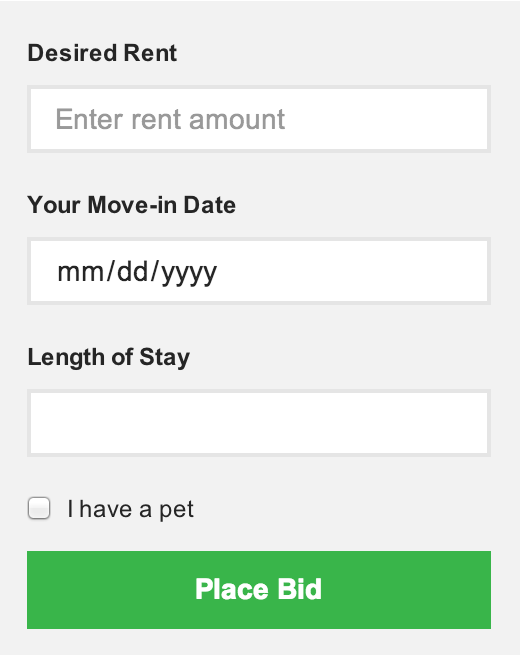 Desired Rent
Enter rent amount
Your Move-in Date
mm/dd/yyyy
Length of Stay
I have a pet
Place Bid